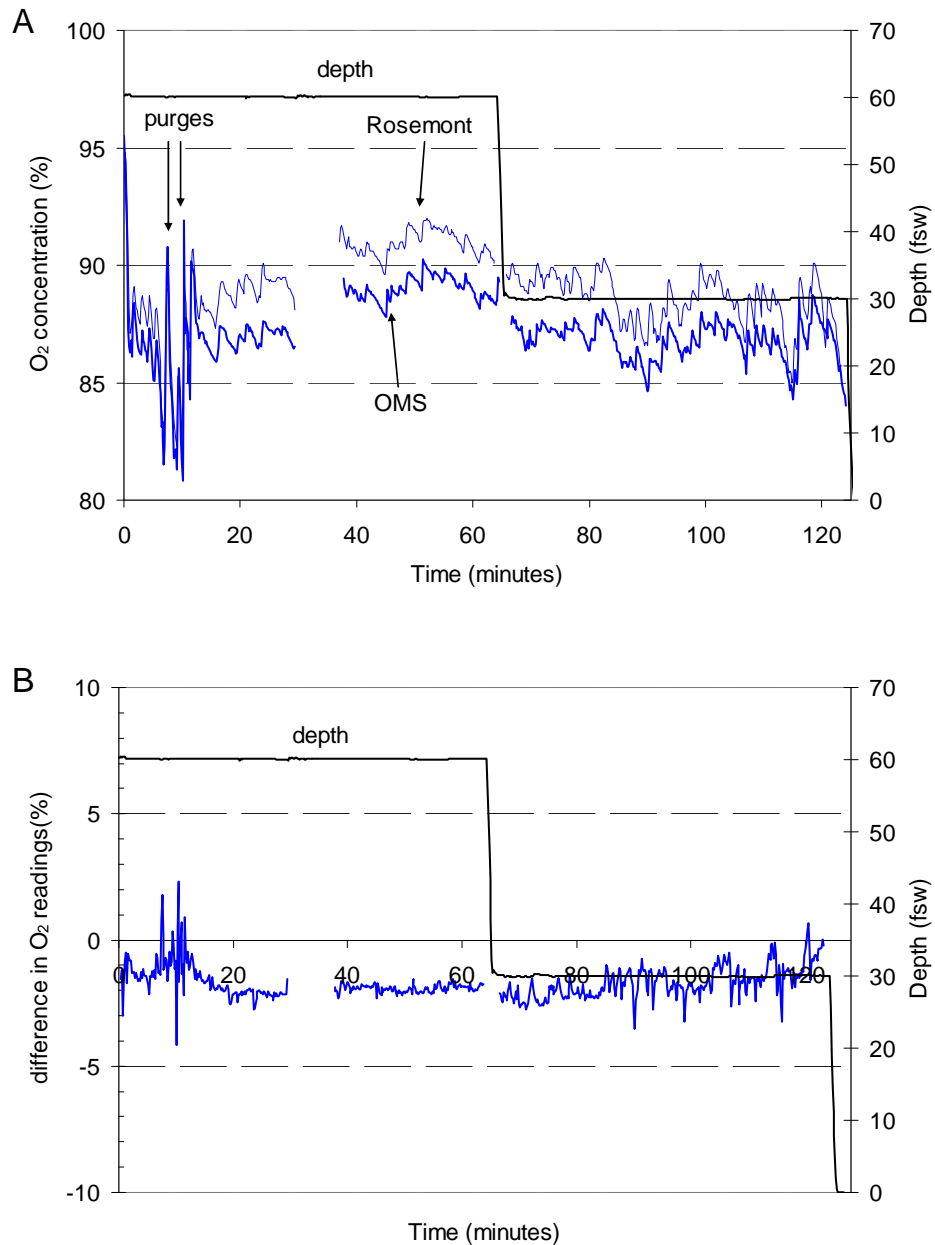 A
100
95
90
85
80
O₂ concentration (%)
depth
purges
Rosemont
OMS
70
60
50
40
30
20
10
0
Depth (fsw)
0 20 40 60 80 100 120
Time (minutes)
B
10
5
0
-5
-10
difference in O₂ readings(%)
depth
0 20 40 60 80 100 120
70
60
50
40
30
20
10
0
Depth (fsw)
Time (minutes)